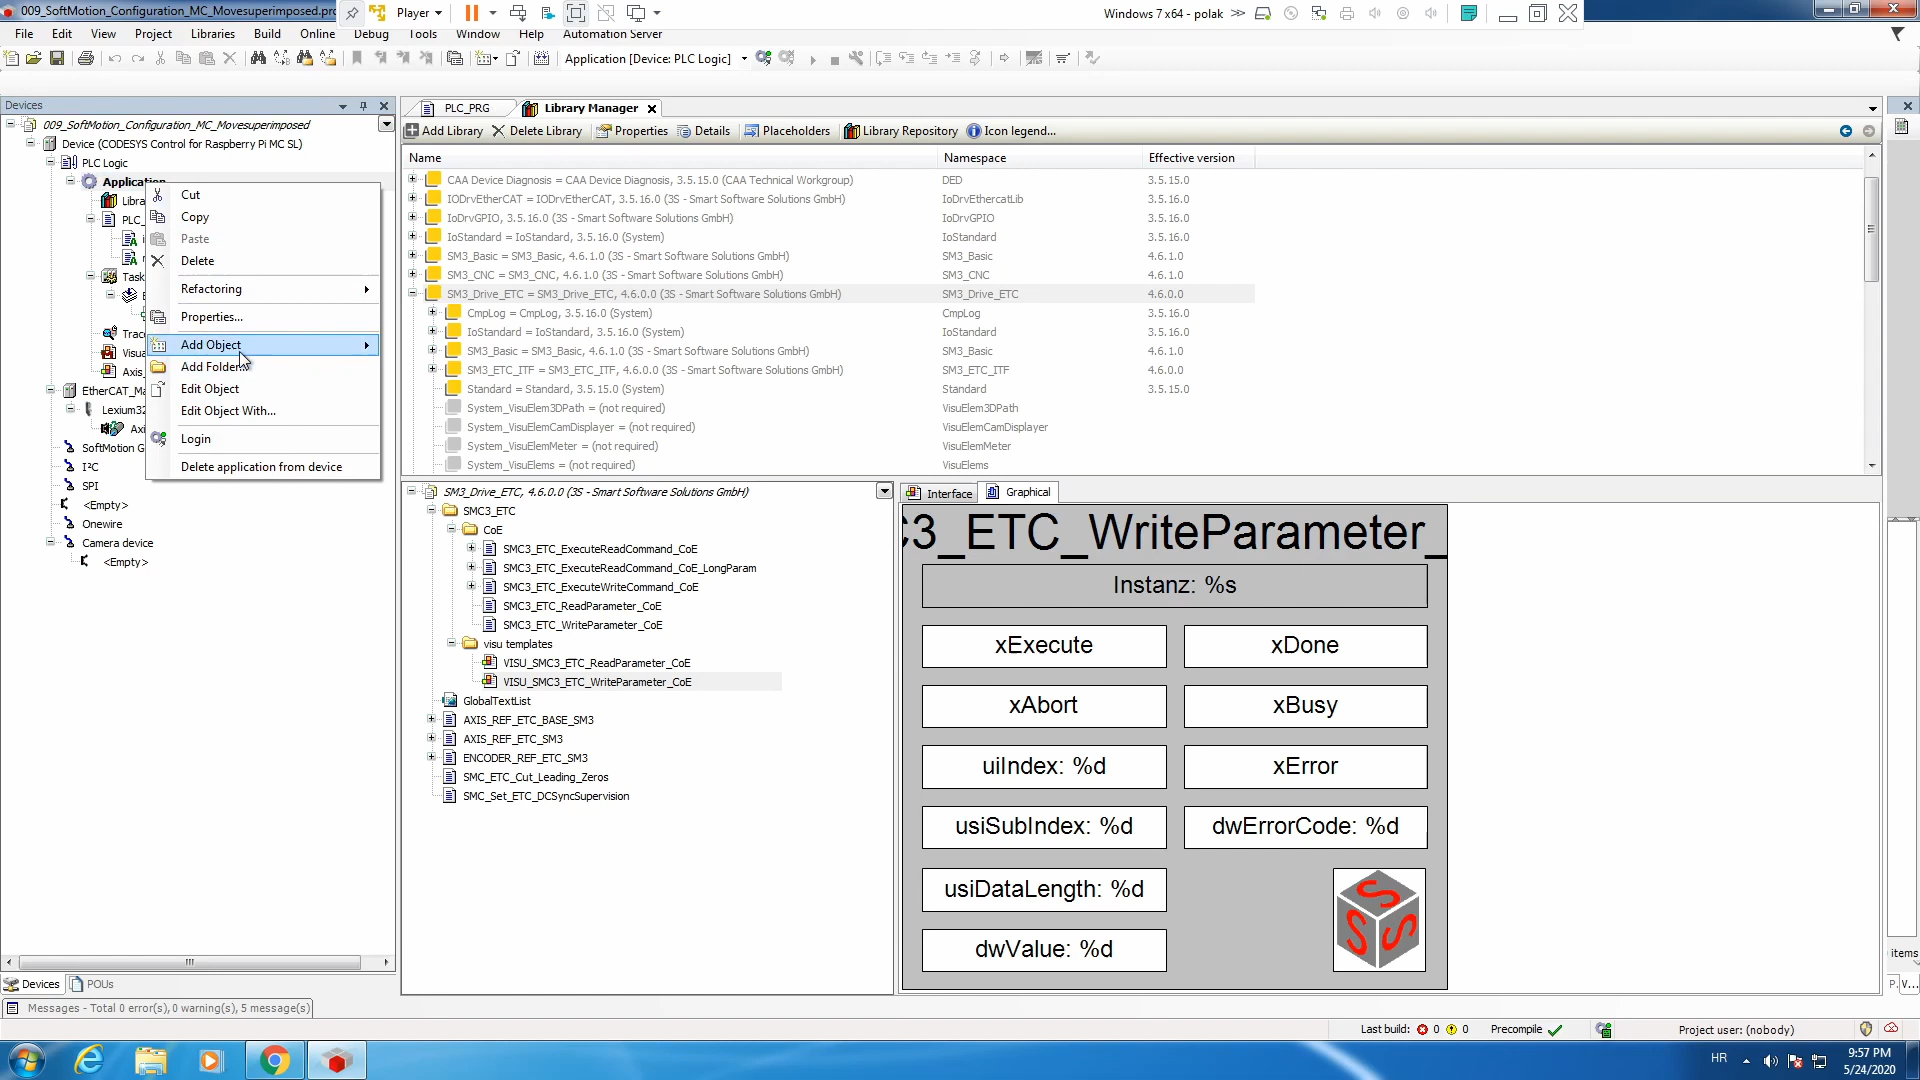 009_SoftMotion_Configuration_MC_Movesuperimposed.pro
Player
Windows 7 x64 - polak
File Edit View Project Libraries Build Online Debug Tools Window Help Automation Server
Application [Device: PLC Logic]
Devices
009_SoftMotion_Configuration_MC_Movesuperimposed
Device (CODESYS Control for Raspberry Pi MC SL)
PLC Logic
Application
Libra
PLC_
Task
Trace
Visua
Axis_
EtherCAT_Ma
Lexium32
Axi
SoftMotion G
I²C
SPI
<Empty>
Onewire
Camera device
<Empty>
Cut
Copy
Paste
Delete
Refactoring
Properties...
Add Object
Add Folder
Edit Object
Edit Object With...
Login
Delete application from device
Devices POUs
PLC_PRG Library Manager
Add Library Delete Library Properties Details Placeholders Library Repository Icon legend...
Name Namespace Effective version
CAA Device Diagnosis = CAA Device Diagnosis, 3.5.15.0 (CAA Technical Workgroup) DED 3.5.15.0
IODrvEtherCAT = IODrvEtherCAT, 3.5.16.0 (3S - Smart Software Solutions GmbH) IoDrvEthercatLib 3.5.16.0
IoDrvGPIO, 3.5.16.0 (3S - Smart Software Solutions GmbH) IoDrvGPIO 3.5.16.0
IoStandard = IoStandard, 3.5.16.0 (System) IoStandard 3.5.16.0
SM3_Basic = SM3_Basic, 4.6.1.0 (3S - Smart Software Solutions GmbH) SM3_Basic 4.6.1.0
SM3_CNC = SM3_CNC, 4.6.1.0 (3S - Smart Software Solutions GmbH) SM3_CNC 4.6.1.0
SM3_Drive_ETC = SM3_Drive_ETC, 4.6.0.0 (3S - Smart Software Solutions GmbH) SM3_Drive_ETC 4.6.0.0
CmpLog = CmpLog, 3.5.16.0 (System) CmpLog 3.5.16.0
IoStandard = IoStandard, 3.5.16.0 (System) IoStandard 3.5.16.0
SM3_Basic = SM3_Basic, 4.6.1.0 (3S - Smart Software Solutions GmbH) SM3_Basic 4.6.1.0
SM3_ETC_ITF = SM3_ETC_ITF, 4.6.0.0 (3S - Smart Software Solutions GmbH) SM3_ETC_ITF 4.6.0.0
Standard = Standard, 3.5.15.0 (System) Standard 3.5.15.0
System_VisuElem3DPath = (not required) VisuElem3DPath
System_VisuElemCamDisplayer = (not required) VisuElemCamDisplayer
System_VisuElemMeter = (not required) VisuElemMeter
System_VisuElems = (not required) VisuElems
SM3_Drive_ETC, 4.6.0.0 (3S - Smart Software Solutions GmbH)
SMC3_ETC
CoE
SMC3_ETC_ExecuteReadCommand_CoE
SMC3_ETC_ExecuteReadCommand_CoE_LongParam
SMC3_ETC_ExecuteWriteCommand_CoE
SMC3_ETC_ReadParameter_CoE
SMC3_ETC_WriteParameter_CoE
visu templates
VISU_SMC3_ETC_ReadParameter_CoE
VISU_SMC3_ETC_WriteParameter_CoE
GlobalTextList
AXIS_REF_ETC_BASE_SM3
AXIS_REF_ETC_SM3
ENCODER_REF_ETC_SM3
SMC_ETC_Cut_Leading_Zeros
SMC_Set_ETC_DCSyncSupervision
Interface Graphical
C3_ETC_WriteParameter_
Instanz: %s
xExecute xDone
xAbort xBusy
uiIndex: %d xError
usiSubIndex: %d dwErrorCode: %d
usiDataLength: %d
dwValue: %d
S S S
items
P. V...
Messages - Total 0 error(s), 0 warning(s), 5 message(s)
Last build: 0 0 Precompile Project user: (nobody)
HR 9:57 PM
5/24/2020